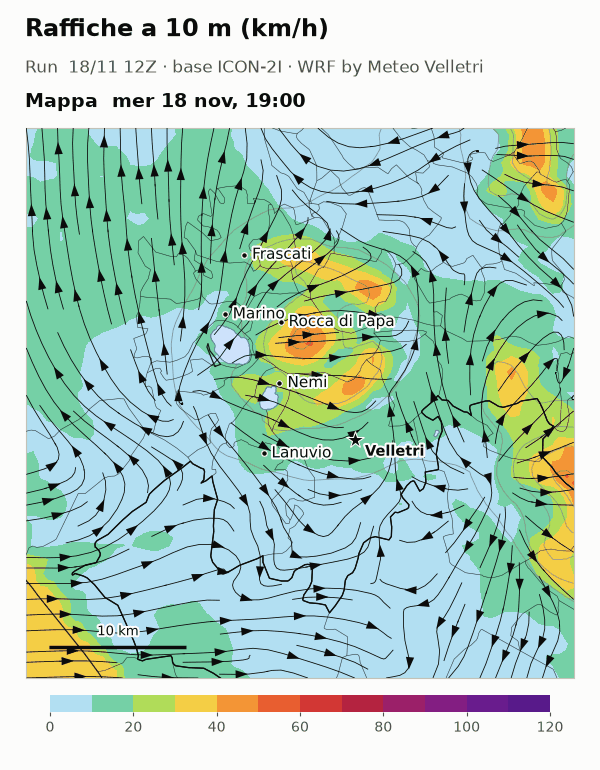 Raffiche a 10 m (km/h)
Run  18/11 12Z · base ICON-2I · WRF by Meteo Velletri
Mappa  mer 18 nov, 19:00
Frascati
Marino
Rocca di Papa
Nemi
Velletri
Lanuvio
10 km
0 20 40 60 80 100 120